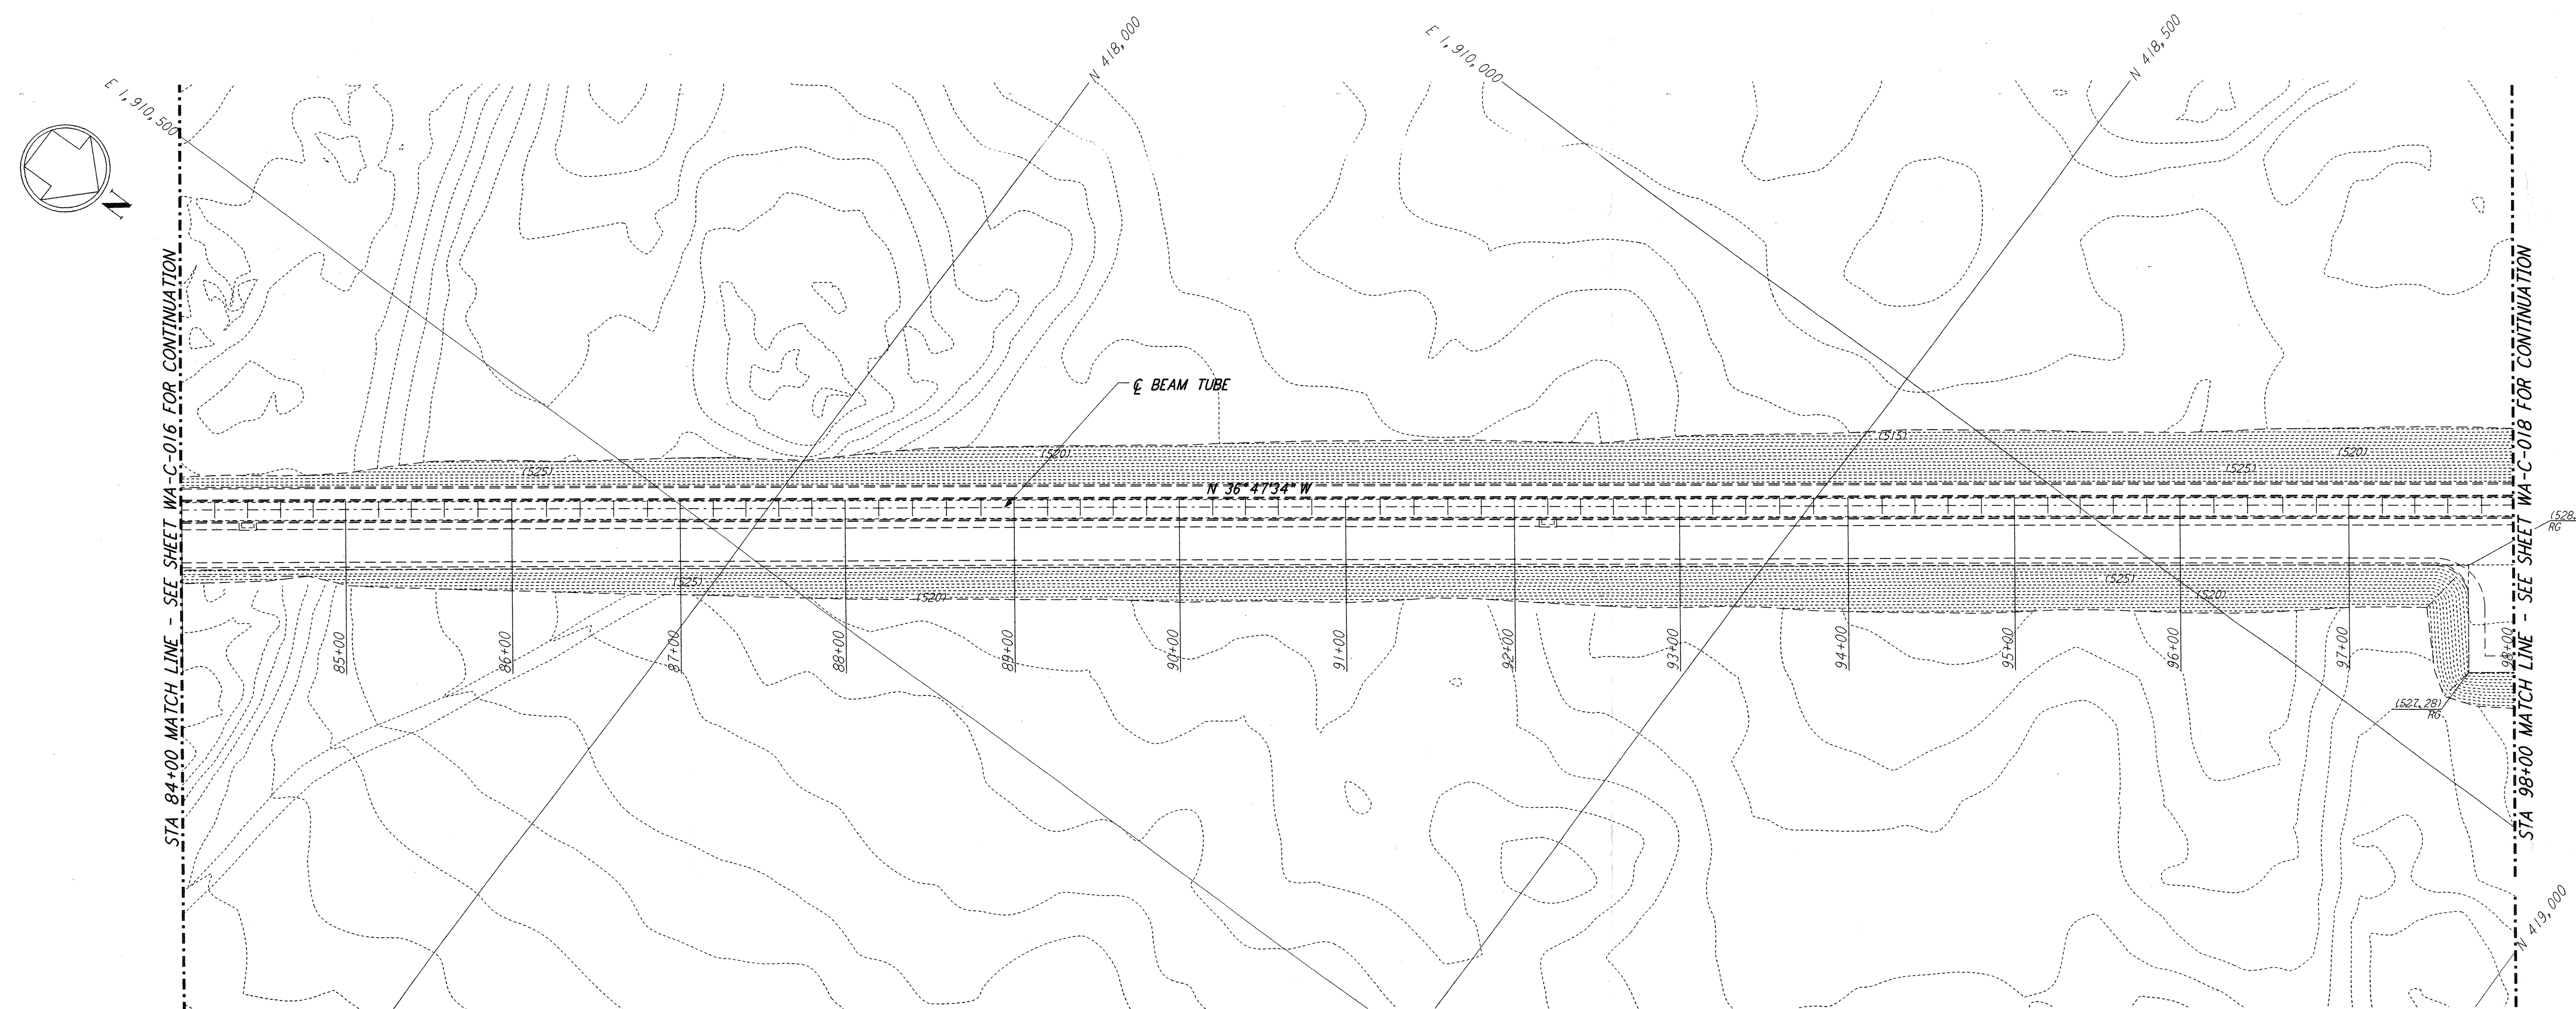 N 418,000
E 1,910,000
N 418,500
E 1,910,500
N
STA 84+00 MATCH LINE - SEE SHEET WA-C-016 FOR CONTINUATION
STA 98+00 MATCH LINE - SEE SHEET WA-C-018 FOR CONTINUATION
℄ BEAM TUBE
(515)
(520)
(520)
(525)
(525)
N 36°47'34" W
(528.
RG
(525)
(525)
(520)
(520)
85+00
86+00
87+00
88+00
89+00
90+00
91+00
92+00
93+00
94+00
95+00
96+00
97+00
98+00
(527.28)
RG
N 419,000